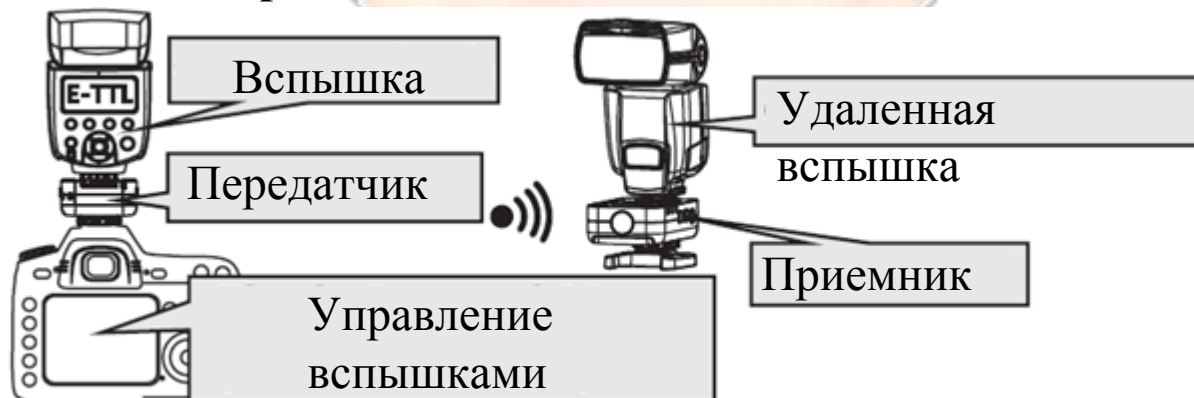 Вспышка
E-TTL
Удаленная
вспышка
Передатчик
Приемник
Управление
вспышками